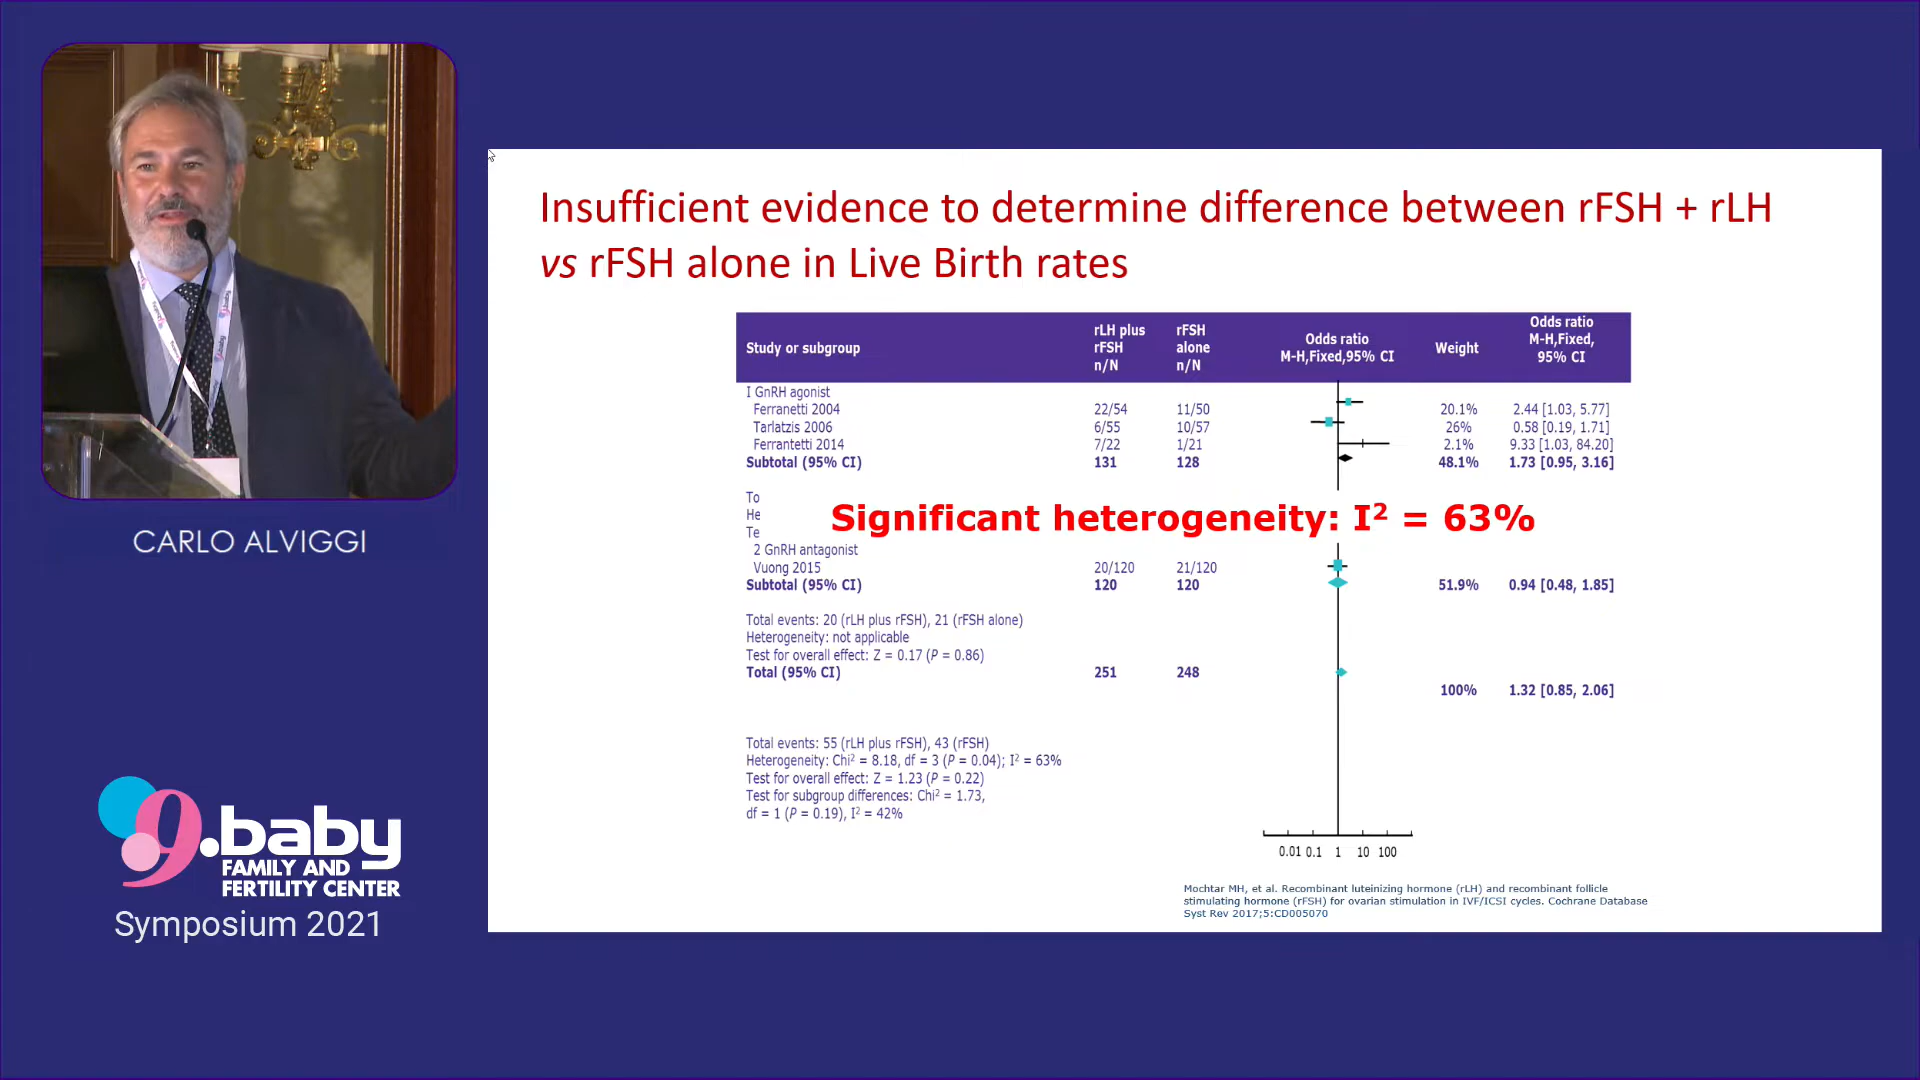 Insufficient evidence to determine difference between rFSH + rLH
vs rFSH alone in Live Birth rates
Study or subgroup
rLH plus
rFSH
n/N
rFSH
alone
n/N
Odds ratio
M-H,Fixed,95% CI
Weight
Odds ratio
M-H,Fixed,
95% CI
I GnRH agonist
Ferranetti 2004 22/54 11/50 20.1% 2.44 [1.03, 5.77]
Tarlatzis 2006 6/55 10/57 26% 0.58 [0.19, 1.71]
Ferrantetti 2014 7/22 1/21 2.1% 9.33 [1.03, 84.20]
Subtotal (95% CI) 131 128 48.1% 1.73 [0.95, 3.16]
To
He
Te
Significant heterogeneity: I² = 63%
2 GnRH antagonist
Vuong 2015 20/120 21/120
Subtotal (95% CI) 120 120 51.9% 0.94 [0.48, 1.85]
Total events: 20 (rLH plus rFSH), 21 (rFSH alone)
Heterogeneity: not applicable
Test for overall effect: Z = 0.17 (P = 0.86)
Total (95% CI) 251 248
100% 1.32 [0.85, 2.06]
Total events: 55 (rLH plus rFSH), 43 (rFSH)
Heterogeneity: Chi² = 8.18, df = 3 (P = 0.04); I² = 63%
Test for overall effect: Z = 1.23 (P = 0.22)
Test for subgroup differences: Chi² = 1.73,
df = 1 (P = 0.19), I² = 42%
0.01 0.1 1 10 100
Mochtar MH, et al. Recombinant luteinizing hormone (rLH) and recombinant follicle
stimulating hormone (rFSH) for ovarian stimulation in IVF/ICSI cycles. Cochrane Database
Syst Rev 2017;5:CD005070
CARLO ALVIGGI
9.baby
FAMILY AND
FERTILITY CENTER
Symposium 2021